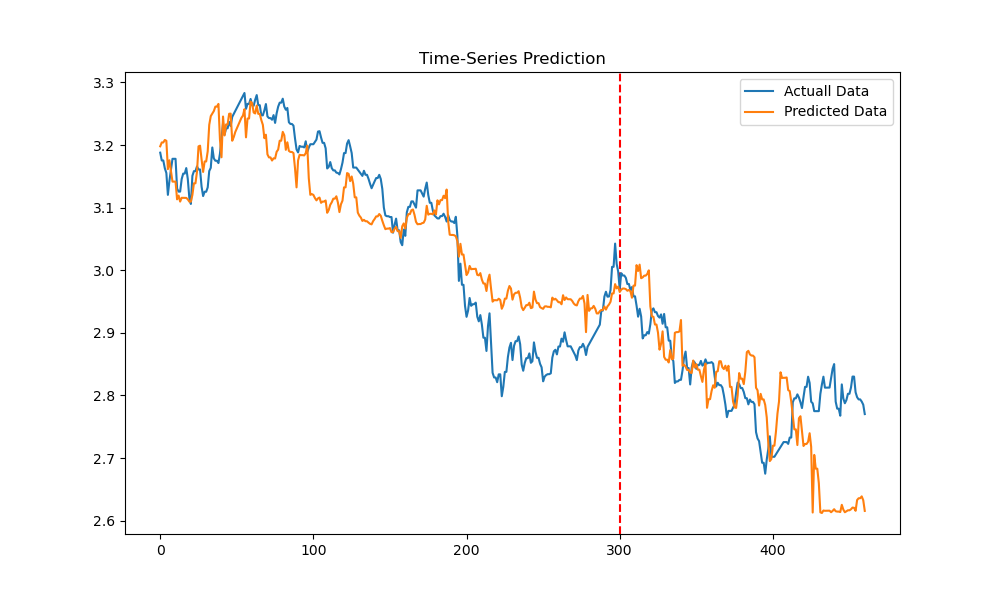 Time-Series Prediction
Actuall Data
Predicted Data
3.3
3.2
3.1
3.0
2.9
2.8
2.7
2.6
0 100 200 300 400